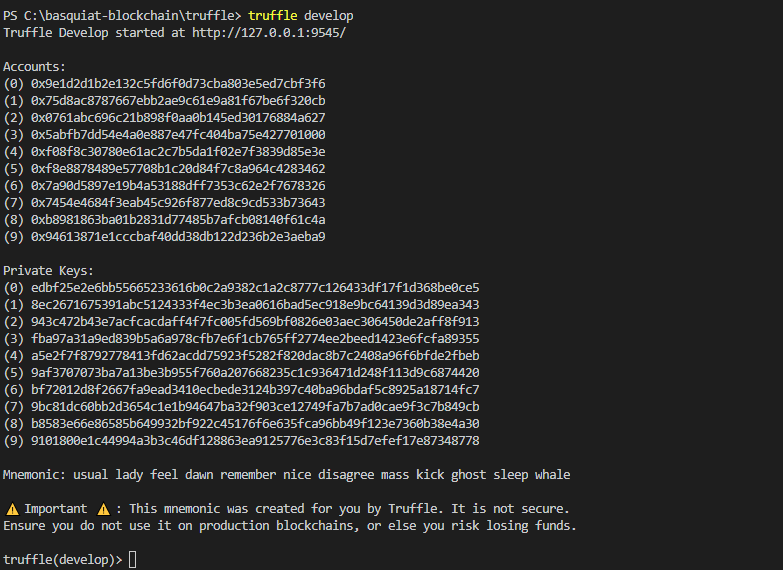 PS C:\basquiat-blockchain\truffle> truffle develop
Truffle Develop started at http://127.0.0.1:9545/
Accounts:
(0) 0x9e1d2d1b2e132c5fd6f0d73cba803e5ed7cbf3f6
(1) 0x75d8ac8787667ebb2ae9c61e9a81f67be6f320cb
(2) 0x0761abc696c21b898f0aa0b145ed30176884a627
(3) 0x5abfb7dd54e4a0e887e47fc404ba75e427701000
(4) 0xf08f8c30780e61ac2c7b5da1f02e7f3839d85e3e
(5) 0xf8e8878489e57708b1c20d84f7c8a964c4283462
(6) 0x7a90d5897e19b4a53188dff7353c62e2f7678326
(7) 0x7454e4684f3eab45c926f877ed8c9cd533b73643
(8) 0xb8981863ba01b2831d77485b7afcb08140f61c4a
(9) 0x94613871e1cccbaf40dd38db122d236b2e3aeba9
Private Keys:
(0) edbf25e2e6bb55665233616b0c2a9382c1a2c8777c126433df17f1d368be0ce5
(1) 8ec2671675391abc5124333f4ec3b3ea0616bad5ec918e9bc64139d3d89ea343
(2) 943c472b43e7acfcacdaff4f7fc005fd569bf0826e03aec306450de2aff8f913
(3) fba97a31a9ed839b5a6a978cfb7e6f1cb765ff2774ee2beed1423e6fcfa89355
(4) a5e2f7f8792778413fd62acdd75923f5282f820dac8b7c2408a96f6bfde2fbeb
(5) 9af3707073ba7a13be3b955f760a207668235c1c936471d248f113d9c6874420
(6) bf72012d8f2667fa9ead3410ecbede3124b397c40ba96bdaf5c8925a18714fc7
(7) 9bc81dc60bb2d3654c1e1b94647ba32f903ce12749fa7b7ad0cae9f3c7b849cb
(8) b8583e66e86585b649932bf922c45176f6e635fca96bb49f123e7360b38e4a30
(9) 9101800e1c44994a3b3c46df128863ea9125776e3c83f15d7efef17e87348778
Mnemonic: usual lady feel dawn remember nice disagree mass kick ghost sleep whale
⚠️ Important ⚠️ : This mnemonic was created for you by Truffle. It is not secure.
Ensure you do not use it on production blockchains, or else you risk losing funds.
truffle(develop)>